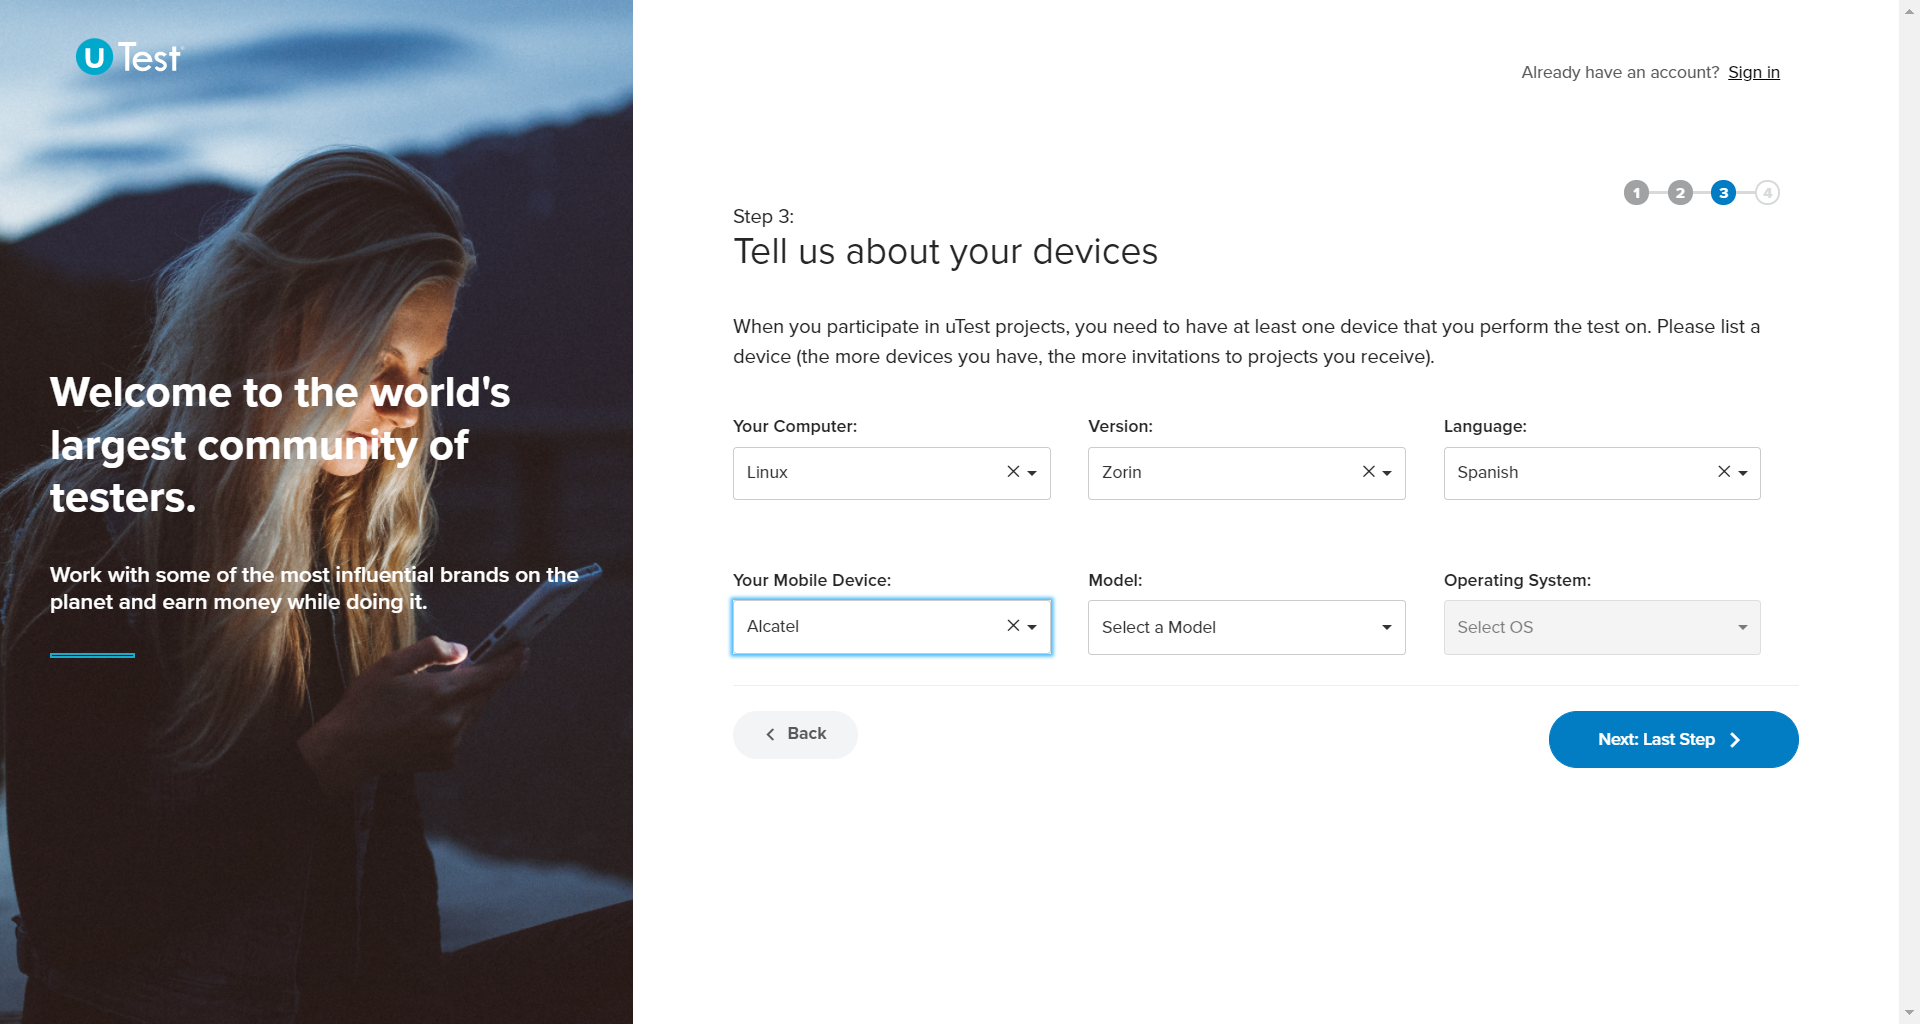 U Test
Already have an account? Sign in
1 2 3 4
Step 3:
Tell us about your devices
When you participate in uTest projects, you need to have at least one device that you perform the test on. Please list a
device (the more devices you have, the more invitations to projects you receive).
Welcome to the world's
largest community of
testers.
Work with some of the most influential brands on the
planet and earn money while doing it.
Your Computer: Version: Language:
Linux Zorin Spanish
Your Mobile Device: Model: Operating System:
Alcatel Select a Model Select OS
Back Next: Last Step